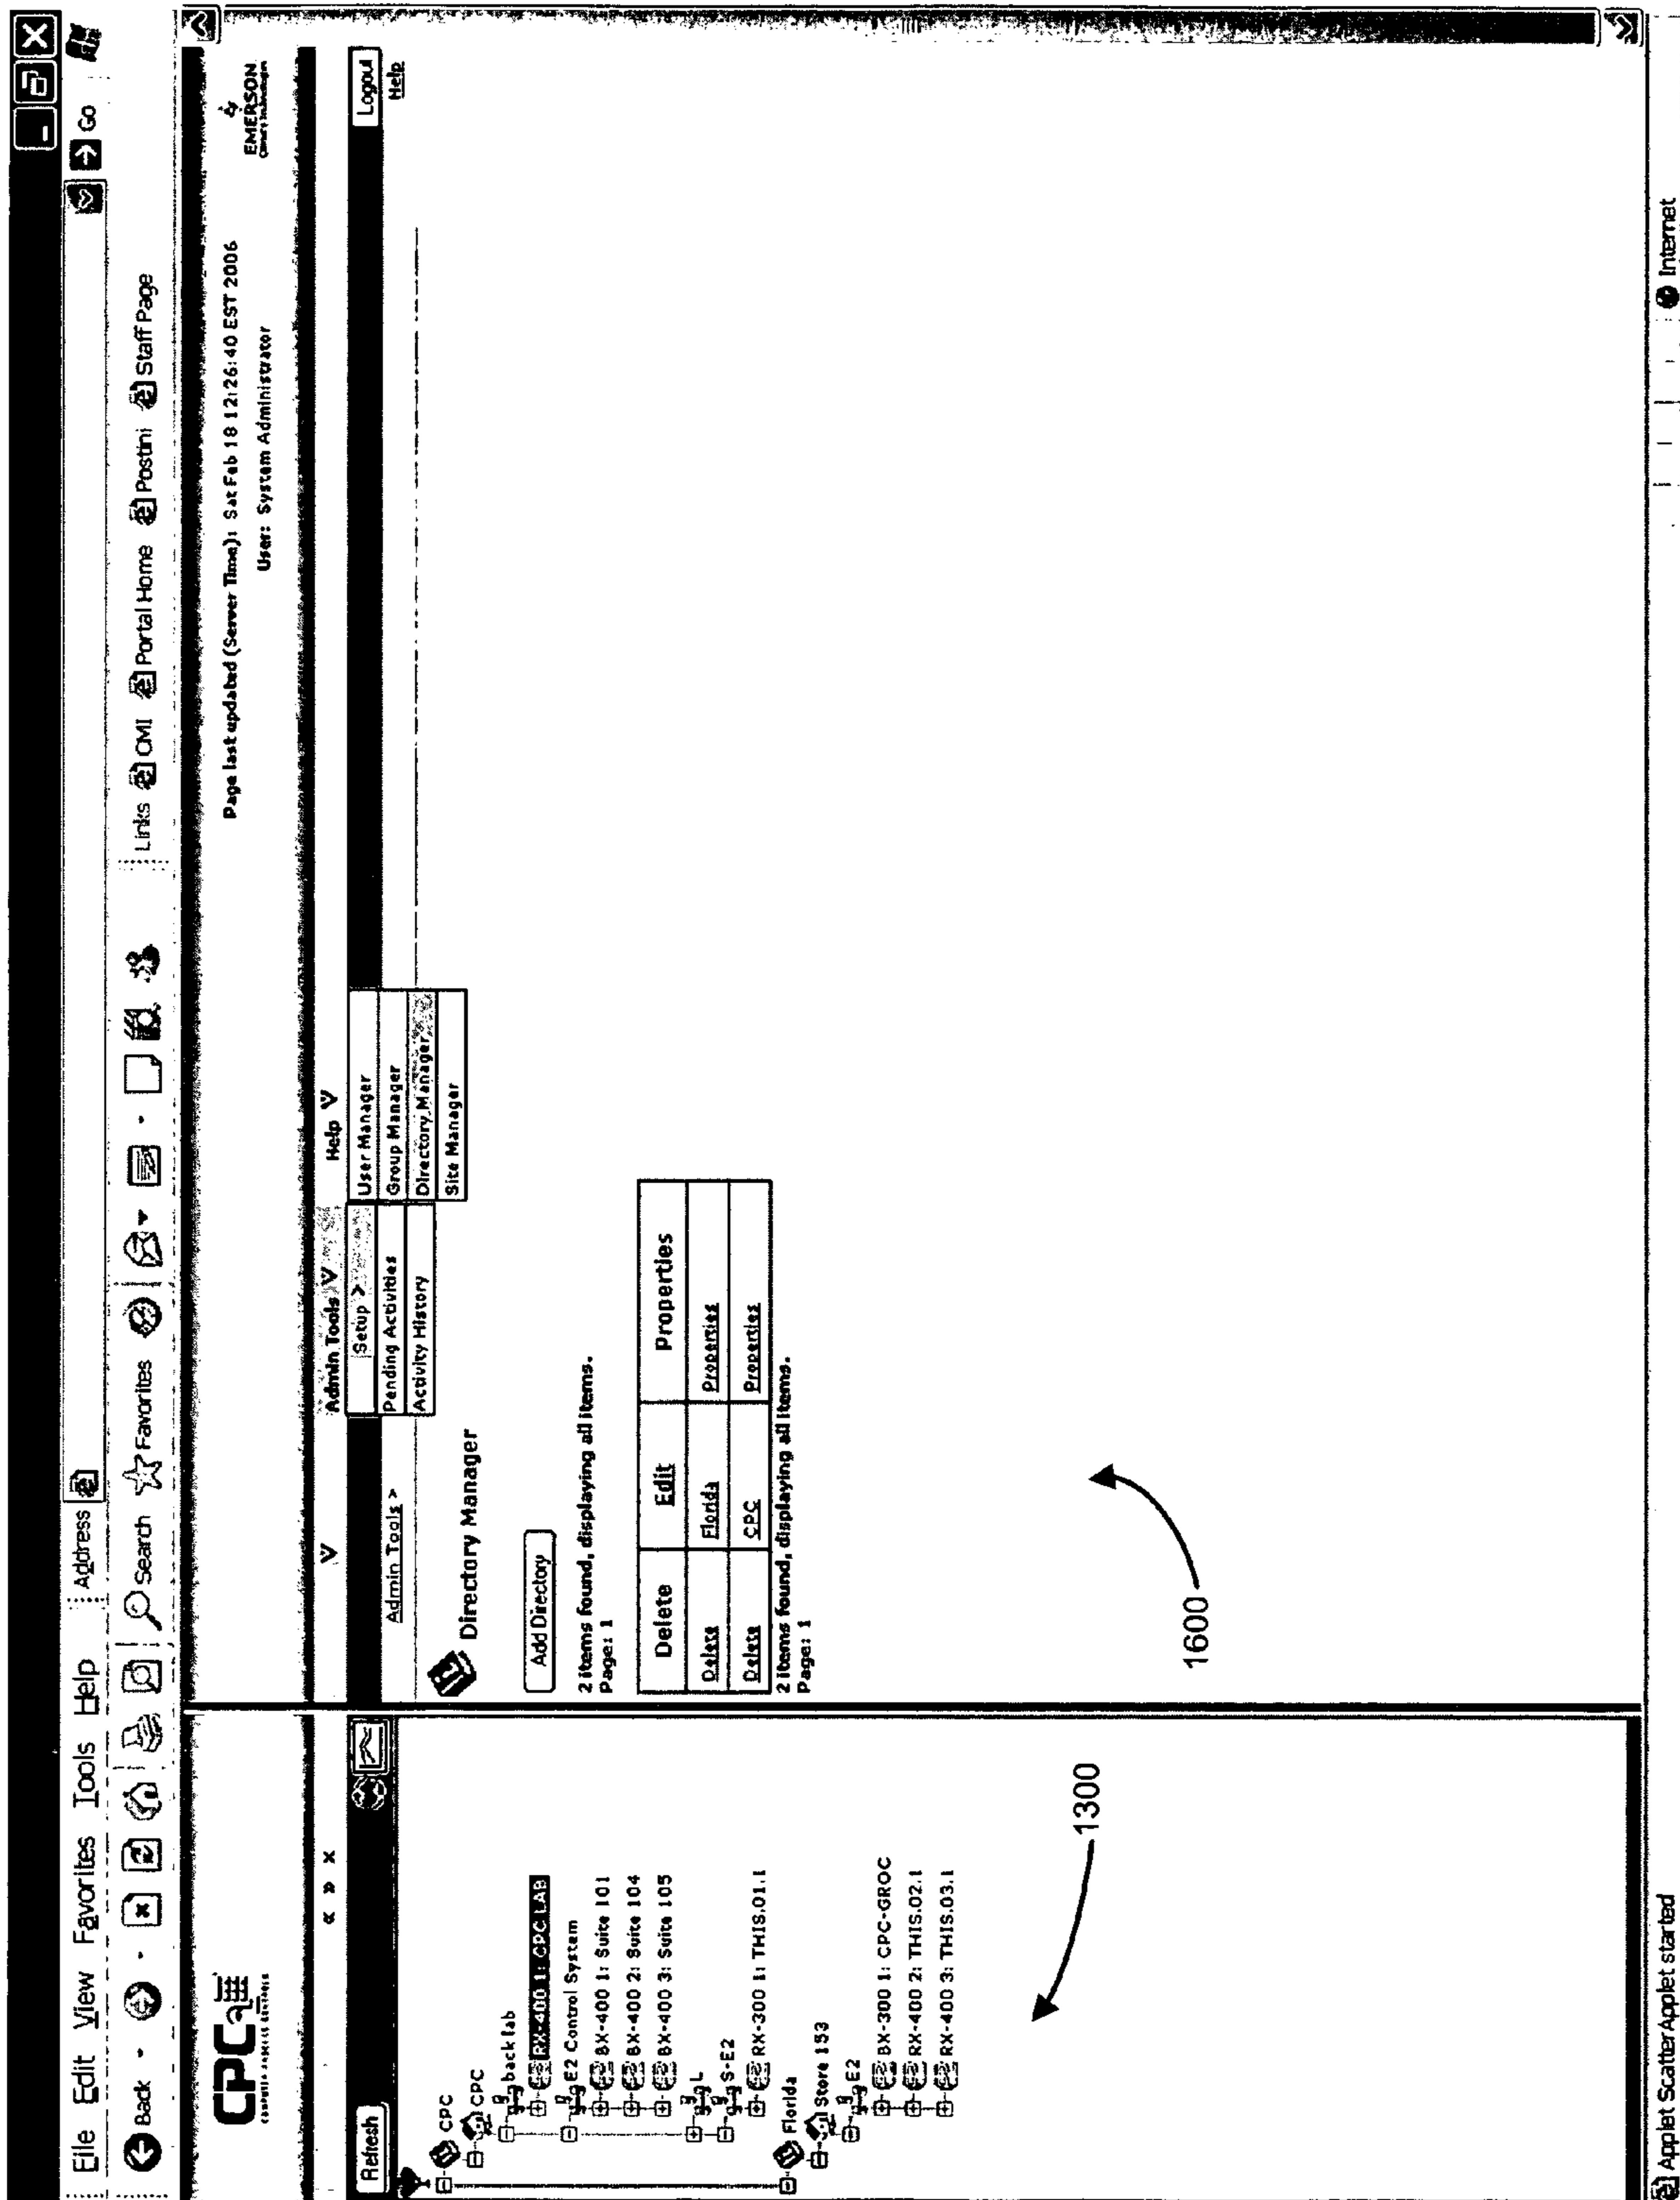 File Edit View Favorites Tools Help Address Go
Back Search Favorites Links CMI Portal Home Postini Staff Page
CPC
COMPUTER PROCESS CONTROLS
Page last updated (Server Time): Sat Feb 18 12:26:40 EST 2006
User: System Administrator
EMERSON
Climate Technologies
« » x
Admin Tools Help
Refresh
Setup >
User Manager
Logout
Admin Tools >
Pending Activities
Group Manager
Help
Activity History
Directory Manager
Site Manager
CPC
CPC
backlab
RX-400 1: CPC LAB
E2 Control System
BX-400 1: Suite 101
BX-400 2: Suite 104
BX-400 3: Suite 105
L
S-E2
RX-300 1: THIS.01.1
Florida
Store 153
E2
BX-300 1: CPC-GROC
RX-400 2: THIS.02.1
RX-400 3: THIS.03.1
1300
Directory Manager
Add Directory
2 items found, displaying all items.
Page: 1
Delete Edit Properties
Delete Florida Properties
Delete CPC Properties
2 items found, displaying all items.
Page: 1
1600
Applet ScatterApplet started Internet